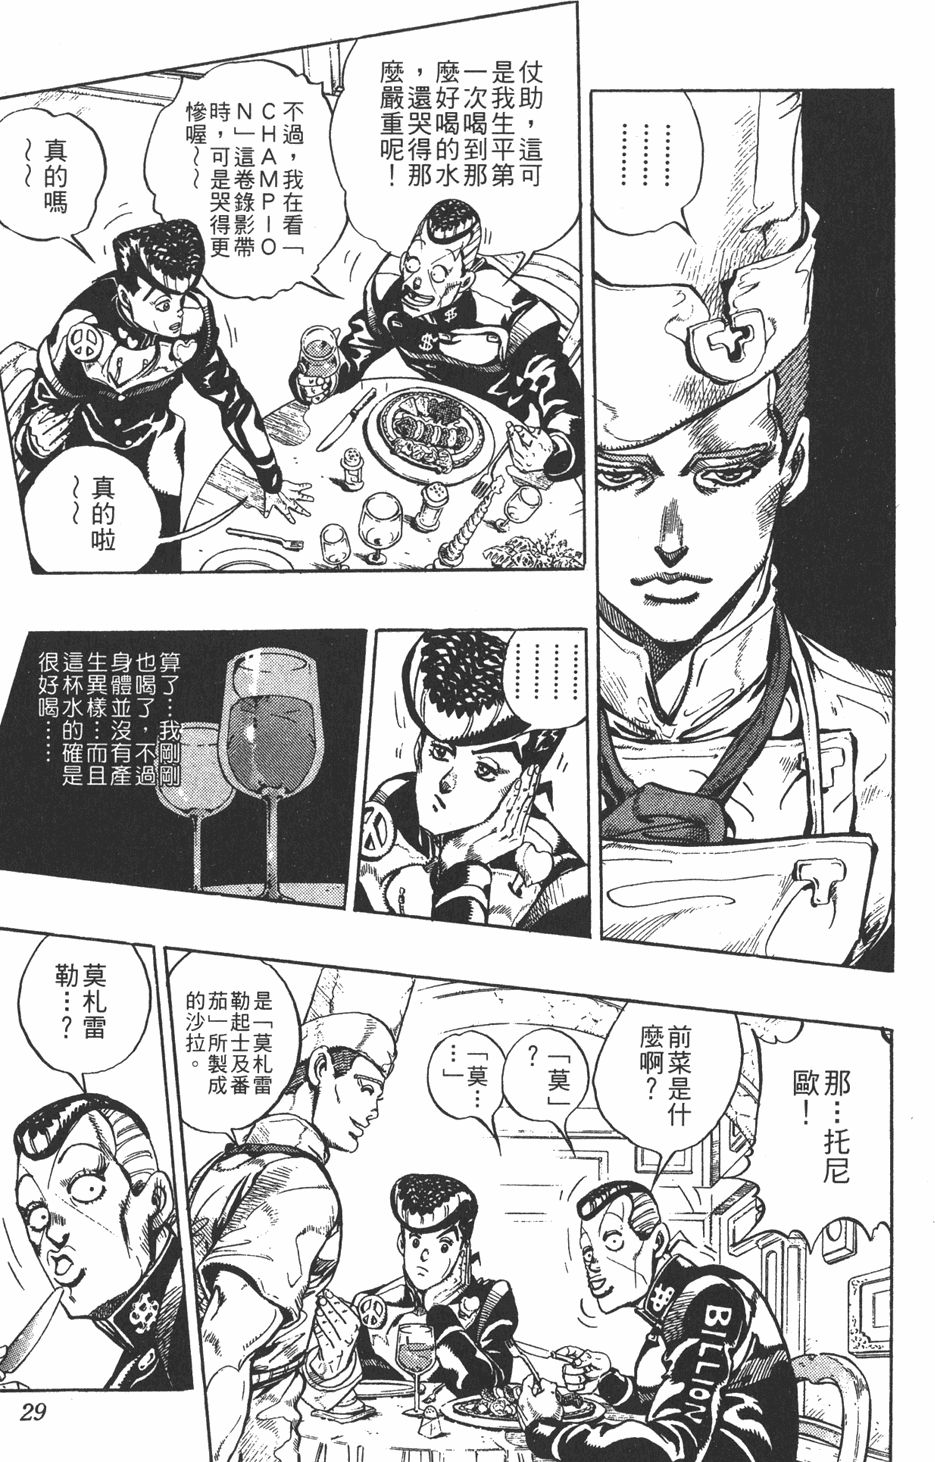 …………
…………
仗助，這可
是我生平第
一次喝到那
麼好喝的水
，還哭得那
麼嚴重呢！
不過，我在看「
CHAMPIO
N」這卷錄影帶
時，可是哭得更
慘喔～～
真的嗎
～～
真的啦
～～
…………
…………
算了…我剛剛
也喝了，不過
身體並沒有產
生異樣…而且
這杯水的確是
很好喝……
那…托尼
歐！
前菜是什
麼啊？
「莫」
？
「莫…
…」
是「莫札雷
勒起士及番
茄」所製成
的沙拉。
莫札雷
勒…？
$
$
BILLION
29